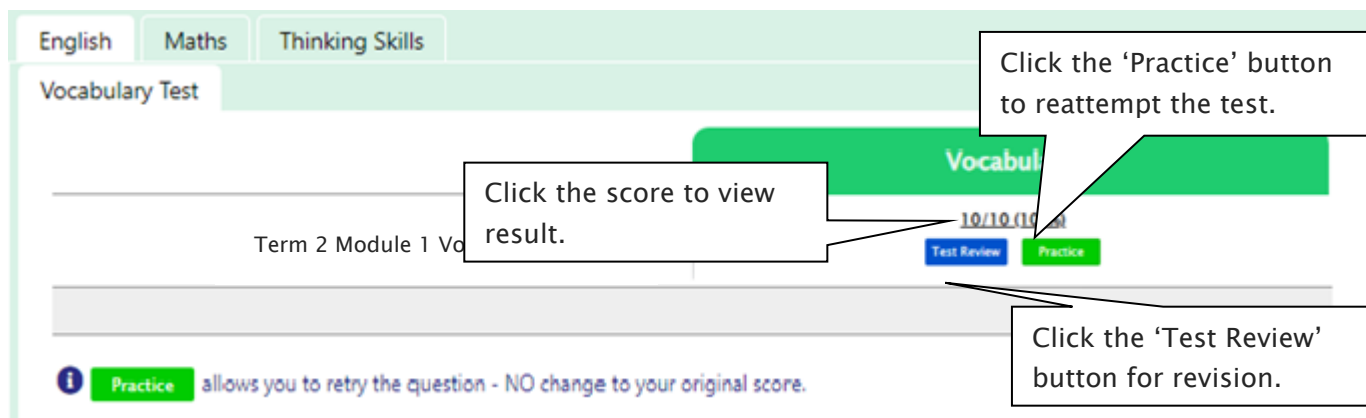 English Maths Thinking Skills
Click the ‘Practice’ button
to reattempt the test.
Vocabulary Test
Click the score to view
result.
10/10
Term 2 Module 1
Test Review Practice
Click the ‘Test Review’
button for revision.
Practice allows you to retry the question - NO change to your original score.